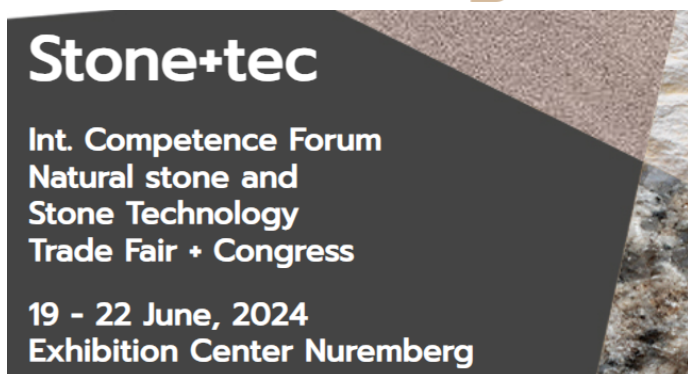 Stone+tec
Int. Competence Forum
Natural stone and
Stone Technology
Trade Fair + Congress
19 - 22 June, 2024
Exhibition Center Nuremberg